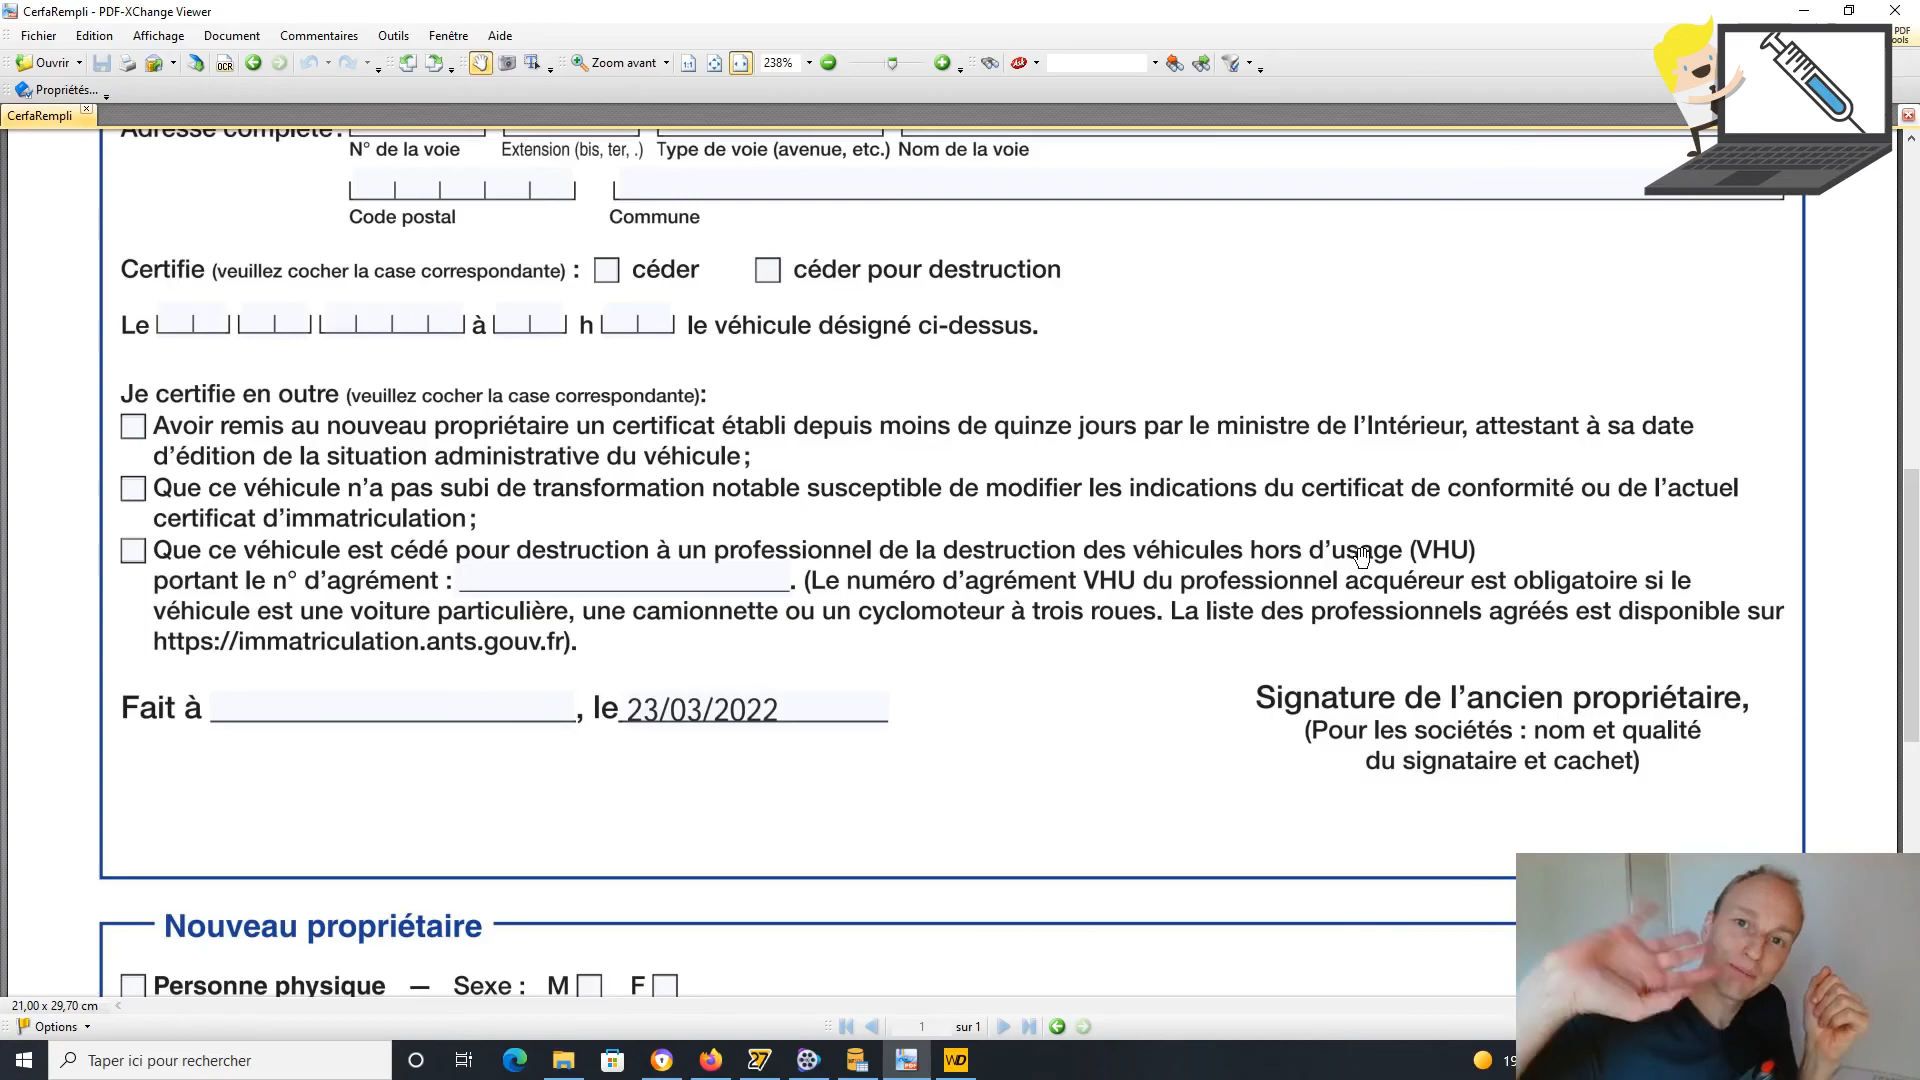 CerfaRempli - PDF-XChange Viewer
Fichier Edition Affichage Document Commentaires Outils Fenêtre Aide
Ouvrir OCR Zoom avant 1:1 238%
Propriétés...
CerfaRempli
Adresse complète :
N° de la voie Extension (bis, ter, .) Type de voie (avenue, etc.) Nom de la voie
Code postal Commune
Certifie (veuillez cocher la case correspondante) : céder céder pour destruction
Le à h le véhicule désigné ci-dessus.
Je certifie en outre (veuillez cocher la case correspondante):
Avoir remis au nouveau propriétaire un certificat établi depuis moins de quinze jours par le ministre de l’Intérieur, attestant à sa date
d’édition de la situation administrative du véhicule ;
Que ce véhicule n’a pas subi de transformation notable susceptible de modifier les indications du certificat de conformité ou de l’actuel
certificat d’immatriculation ;
Que ce véhicule est cédé pour destruction à un professionnel de la destruction des véhicules hors d’usage (VHU)
portant le n° d’agrément : . (Le numéro d’agrément VHU du professionnel acquéreur est obligatoire si le
véhicule est une voiture particulière, une camionnette ou un cyclomoteur à trois roues. La liste des professionnels agréés est disponible sur
https://immatriculation.ants.gouv.fr).
Fait à , le 23/03/2022
Signature de l’ancien propriétaire,
(Pour les sociétés : nom et qualité
du signataire et cachet)
Nouveau propriétaire
Personne physique — Sexe : M F
21,00 x 29,70 cm
Options 1 sur 1
Taper ici pour rechercher 27 WD